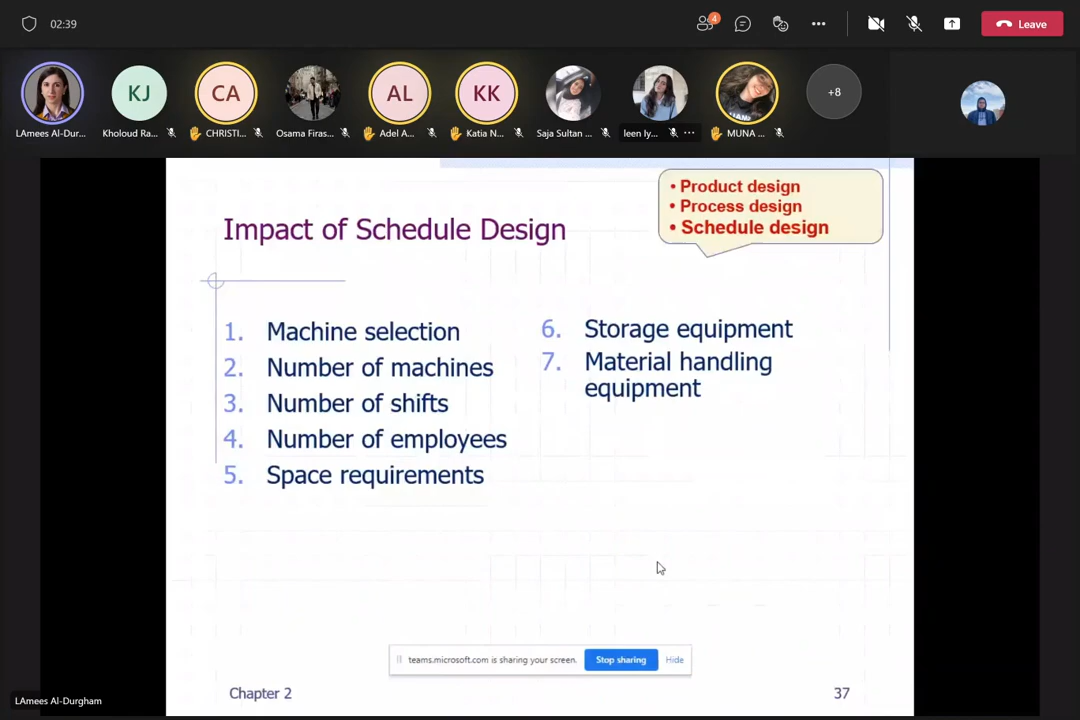 02:39
4
Leave
KJ
CA
AL
KK
+8
LAmees Al-Dur...
Kholoud Ra...
CHRISTI...
Osama Firas...
Adel A...
Katia N...
Saja Sultan ...
leen Iy...
MUNA ...
• Product design
• Process design
• Schedule design
Impact of Schedule Design
1. Machine selection
2. Number of machines
3. Number of shifts
4. Number of employees
5. Space requirements
6. Storage equipment
7. Material handling
equipment
teams.microsoft.com is sharing your screen.
Stop sharing
Hide
Chapter 2
37
LAmees Al-Durgham